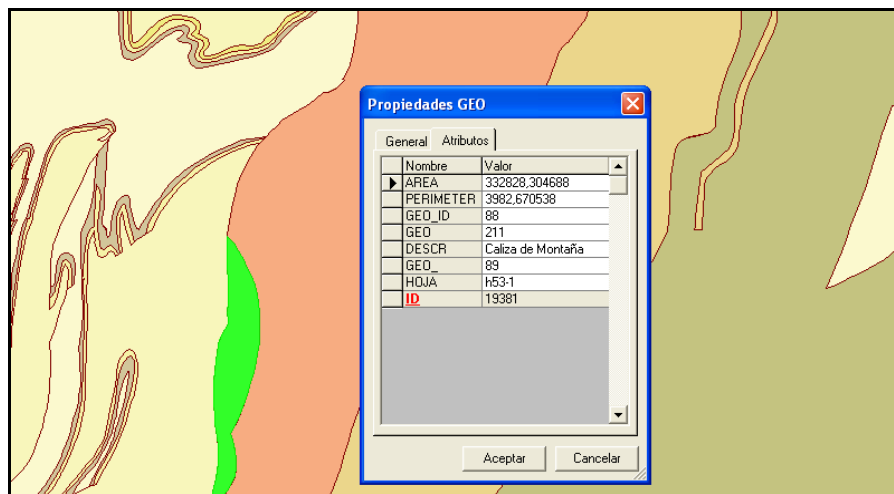 Propiedades GEO
General Atributos
Nombre Valor
AREA 332828,304688
PERIMETER 3982,670538
GEO_ID 88
GEO 211
DESCR Caliza de Montaña
GEO_ 89
HOJA h53-1
ID 19381
Aceptar Cancelar